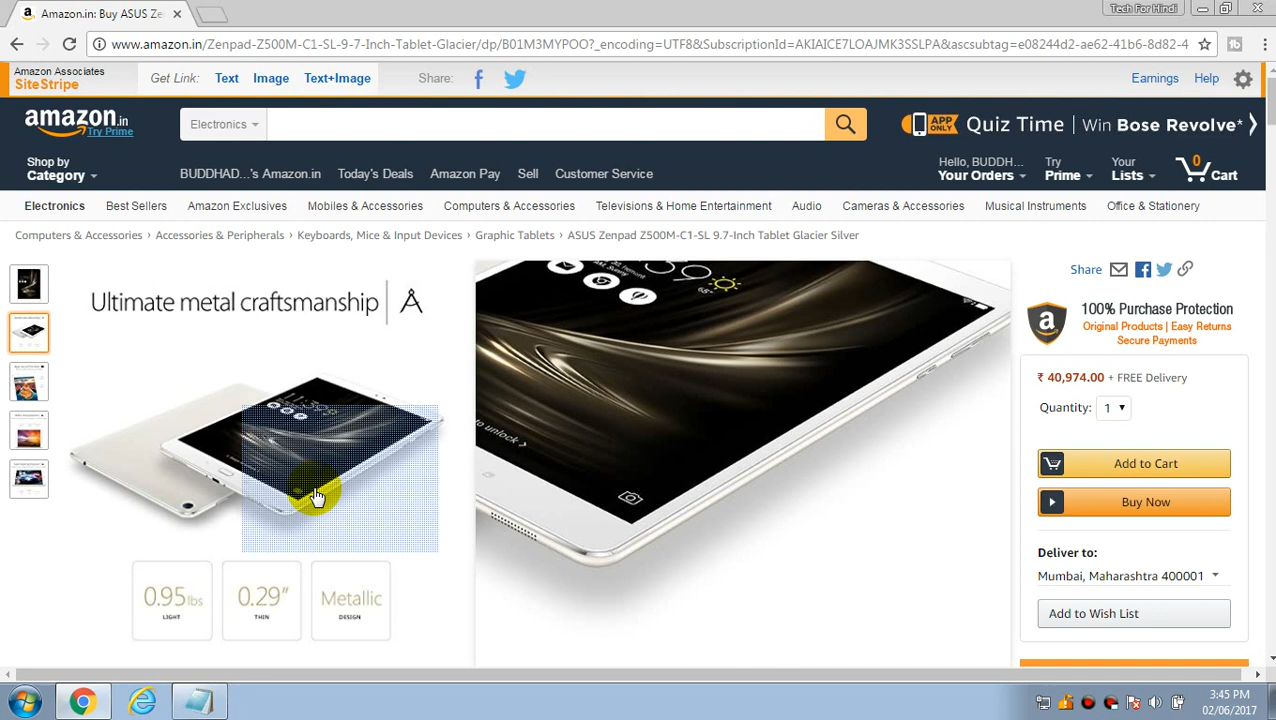 Amazon.in: Buy ASUS Ze
Tech For Hindi
www.amazon.in/Zenpad-Z500M-C1-SL-9-7-Inch-Tablet-Glacier/dp/B01M3MYPOO?_encoding=UTF8&SubscriptionId=AKIAICE7LOAJMK3SSLPA&ascsubtag=e08244d2-ae62-41b6-8d82-4
Amazon Associates
SiteStripe
Get Link: Text Image Text+Image Share: Earnings Help
amazon.in
Try Prime
Electronics
APP ONLY Quiz Time | Win Bose Revolve*
Shop by
Category
BUDDHAD...'s Amazon.in Today's Deals Amazon Pay Sell Customer Service
Hello, BUDDH...
Your Orders
Try
Prime
Your
Lists
0
Cart
Electronics Best Sellers Amazon Exclusives Mobiles & Accessories Computers & Accessories Televisions & Home Entertainment Audio Cameras & Accessories Musical Instruments Office & Stationery
Computers & Accessories › Accessories & Peripherals › Keyboards, Mice & Input Devices › Graphic Tablets › ASUS Zenpad Z500M-C1-SL 9.7-Inch Tablet Glacier Silver
Ultimate metal craftsmanship
0.95lbs
LIGHT
0.29"
THIN
Metallic
DESIGN
to unlock
Share
100% Purchase Protection
Original Products | Easy Returns
Secure Payments
₹ 40,974.00 + FREE Delivery
Quantity: 1
Add to Cart
Buy Now
Deliver to:
Mumbai, Maharashtra 400001
Add to Wish List
3:45 PM
02/06/2017